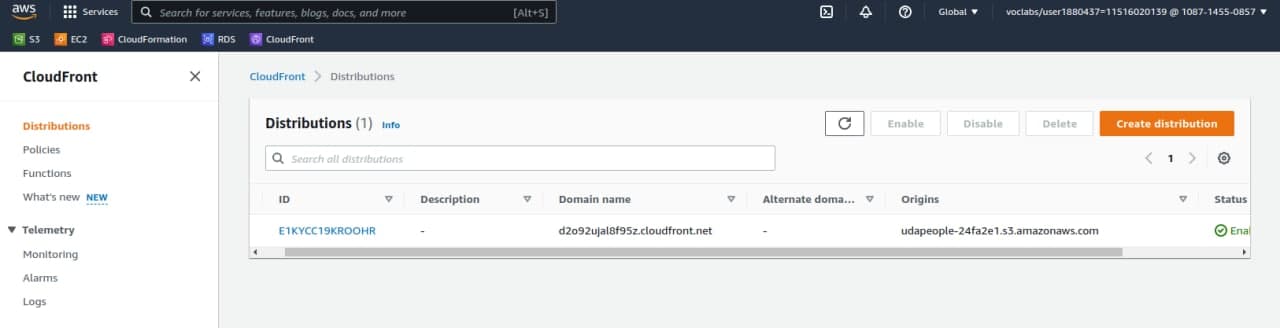 aws
Services
Search for services, features, blogs, docs, and more
[Alt+S]
Global
voclabs/user1880437=11516020139 @ 1087-1455-0857
S3
EC2
CloudFormation
RDS
CloudFront
CloudFront
Distributions
Policies
Functions
What's new NEW
Telemetry
Monitoring
Alarms
Logs
CloudFront > Distributions
Distributions (1) Info
Enable
Disable
Delete
Create distribution
Search all distributions
1
ID
Description
Domain name
Alternate doma...
Origins
Status
E1KYCC19KROOHR
-
d2o92ujal8f95z.cloudfront.net
-
udapeople-24fa2e1.s3.amazonaws.com
Ena